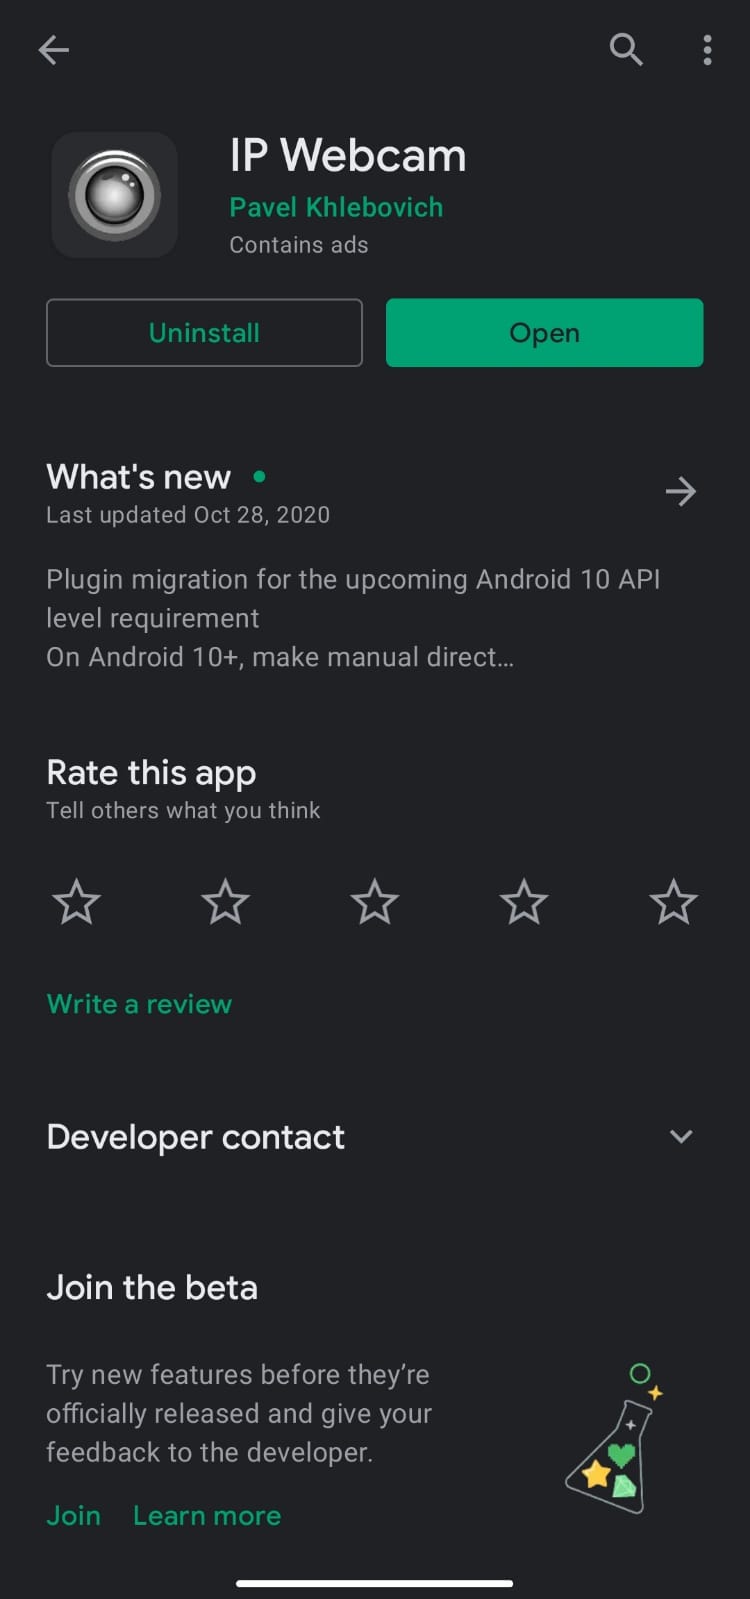 IP Webcam
Pavel Khlebovich
Contains ads
Uninstall
Open
What's new
Last updated Oct 28, 2020
Plugin migration for the upcoming Android 10 API
level requirement
On Android 10+, make manual direct...
Rate this app
Tell others what you think
Write a review
Developer contact
Join the beta
Try new features before they’re
officially released and give your
feedback to the developer.
Join
Learn more